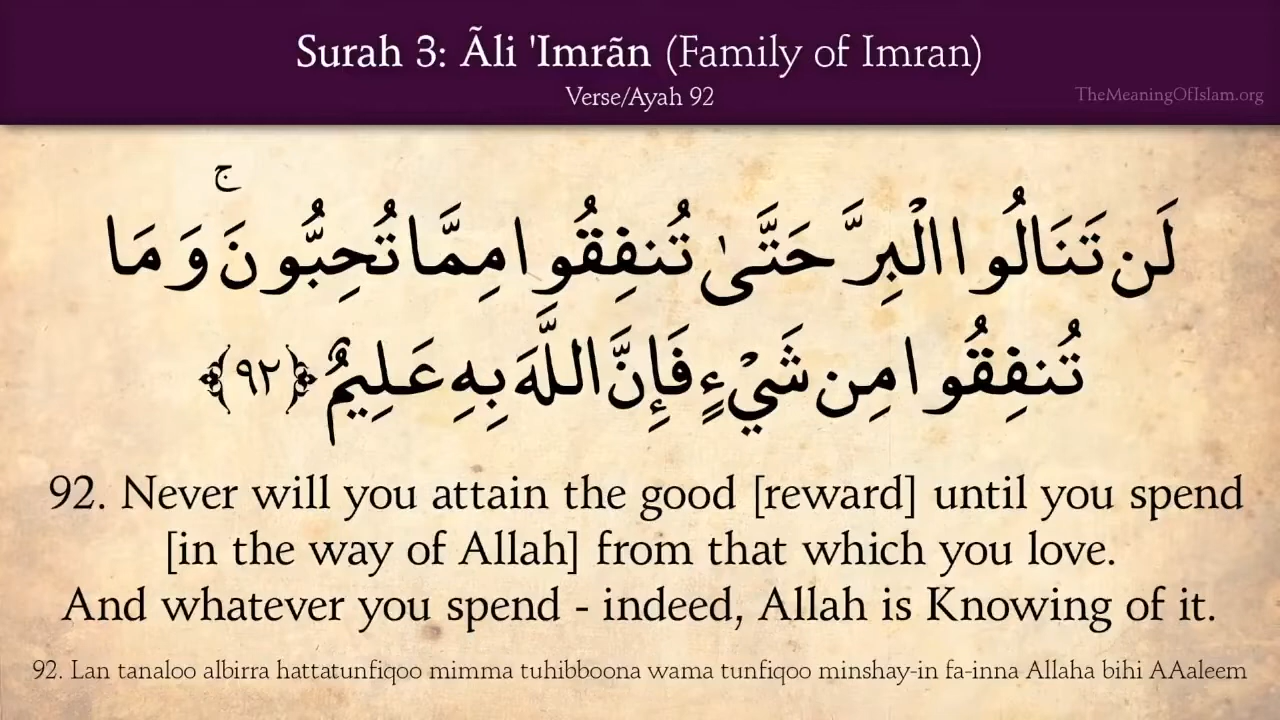 Surah 3: Ãli 'Imrãn (Family of Imran)
Verse/Ayah 92
TheMeaningOfIslam.org
لَن تَنَالُوا الْبِرَّ حَتَّىٰ تُنفِقُوا مِمَّا تُحِبُّونَ ۚ وَمَا
تُنفِقُوا مِن شَيْءٍ فَإِنَّ اللَّهَ بِهِ عَلِيمٌ ﴿٩٢﴾
92. Never will you attain the good [reward] until you spend
[in the way of Allah] from that which you love.
And whatever you spend - indeed, Allah is Knowing of it.
92. Lan tanaloo albirra hattatunfiqoo mimma tuhibboona wama tunfiqoo minshay-in fa-inna Allaha bihi AAaleem